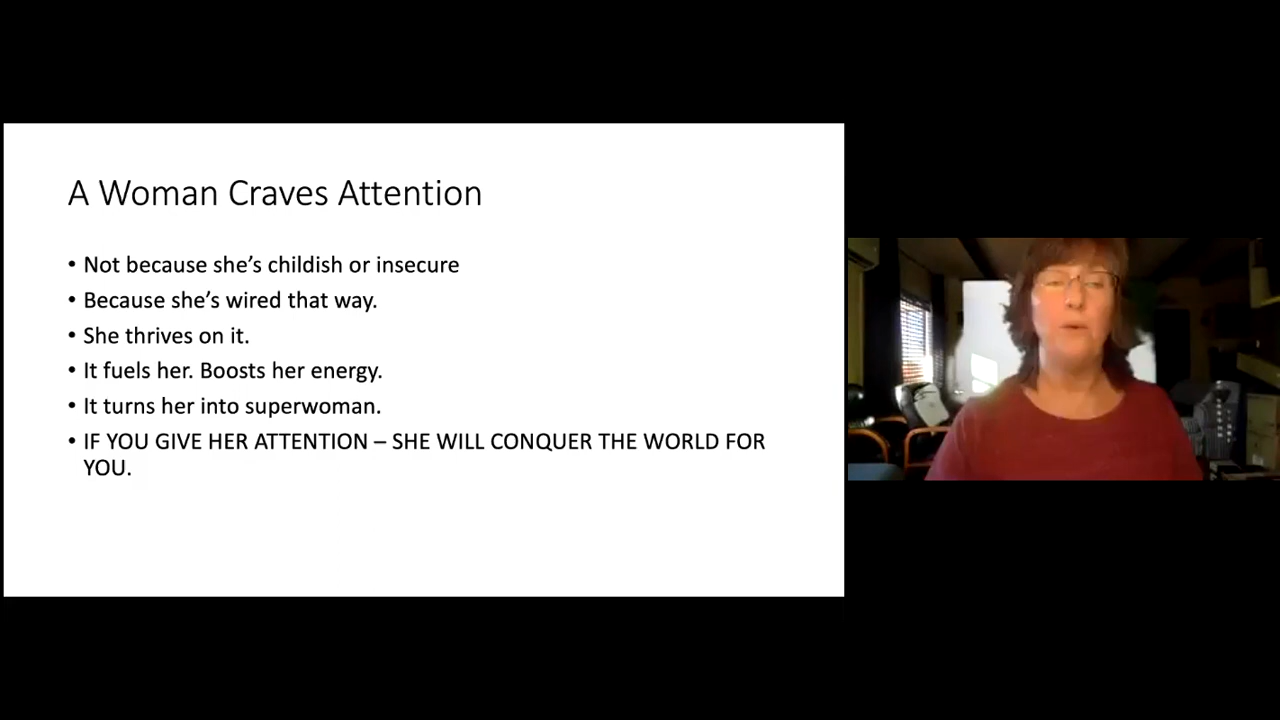 A Woman Craves Attention
• Not because she’s childish or insecure
• Because she’s wired that way.
• She thrives on it.
• It fuels her. Boosts her energy.
• It turns her into superwoman.
• IF YOU GIVE HER ATTENTION – SHE WILL CONQUER THE WORLD FOR
YOU.